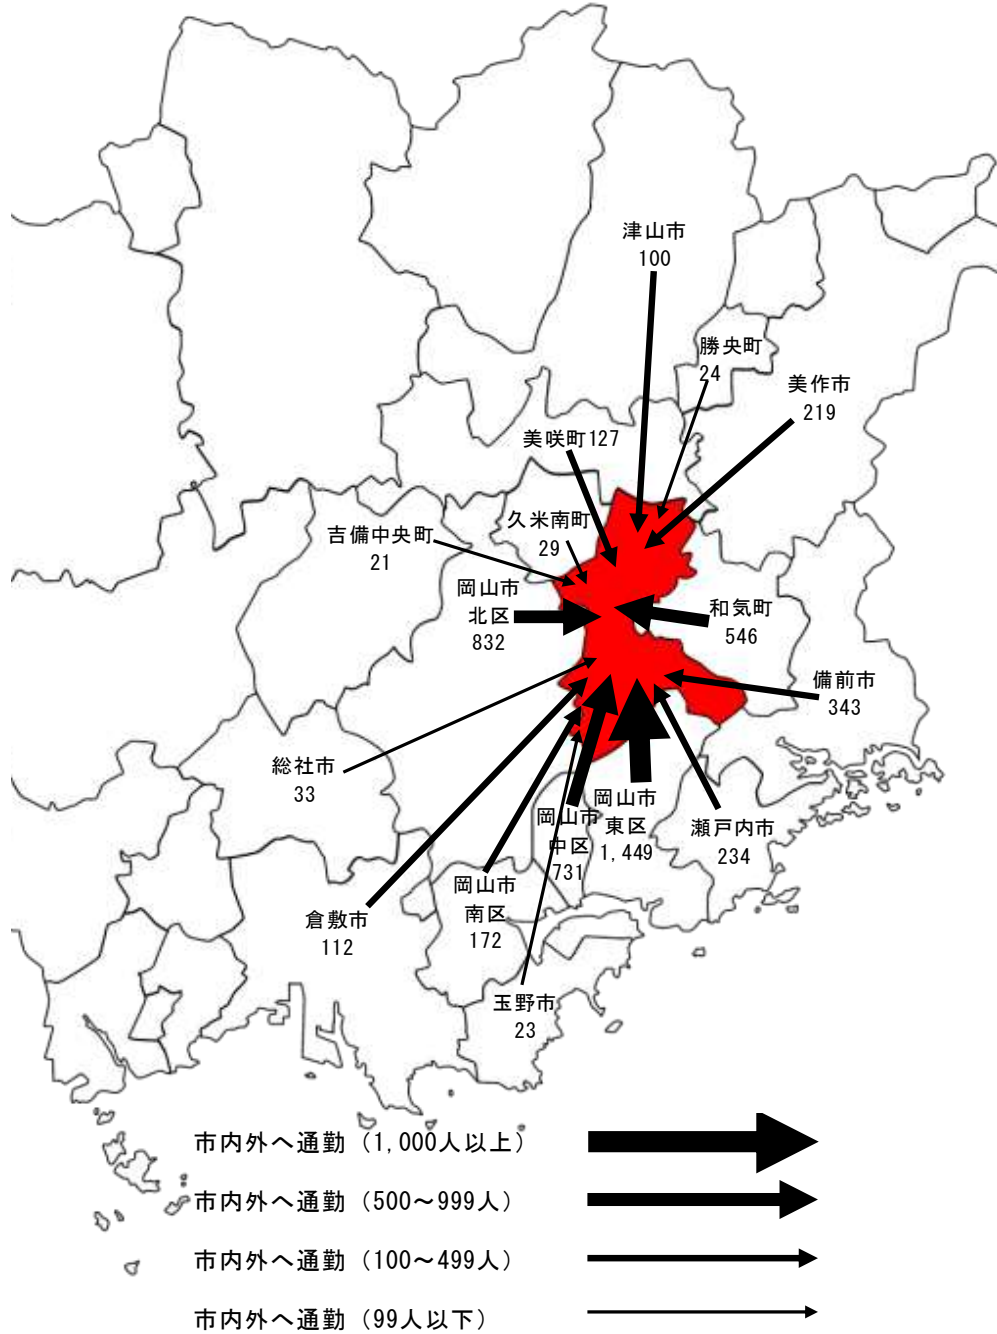 津山市
100
勝央町
24
美作市
219
美咲町127
久米南町
29
吉備中央町
21
岡山市
北区
832
和気町
546
備前市
343
総社市
33
岡山市
東区
1,449
岡山市
中区
731
瀬戸内市
234
岡山市
南区
172
倉敷市
112
玉野市
23
市内外へ通勤（1,000人以上）
市内外へ通勤（500～999人）
市内外へ通勤（100～499人）
市内外へ通勤（99人以下）